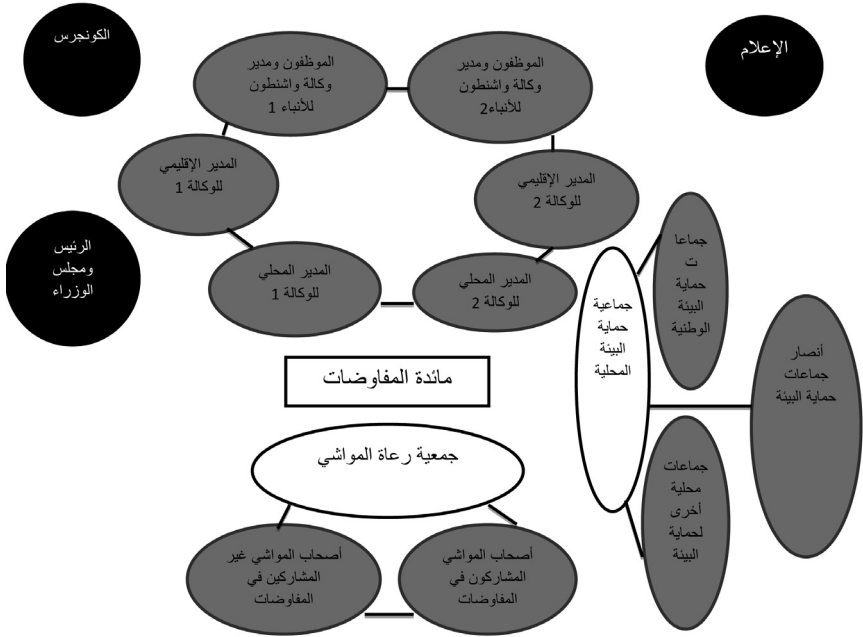 الكونجرس
الموظفون ومدير
وكالة واشنطون
للأنباء 1
الموظفون ومدير
وكالة واشنطون
للأنباء2
الإعلام
المدير الإقليمي
للوكالة 1
المدير الإقليمي
للوكالة 2
الرئيس
ومجلس
الوزراء
المدير المحلي
للوكالة 1
المدير المحلي
للوكالة 2
جماعية
حماية
البيئة
المحلية
جماعا
ت
حماية
البيئة
الوطنية
أنصار
جماعات
حماية البيئة
مائدة المفاوضات
جمعية رعاة المواشي
جماعات
محلية
أخرى
لحماية
البيئة
أصحاب المواشي غير
المشاركين في
المفاوضات
أصحاب المواشي
المشاركون في
المفاوضات